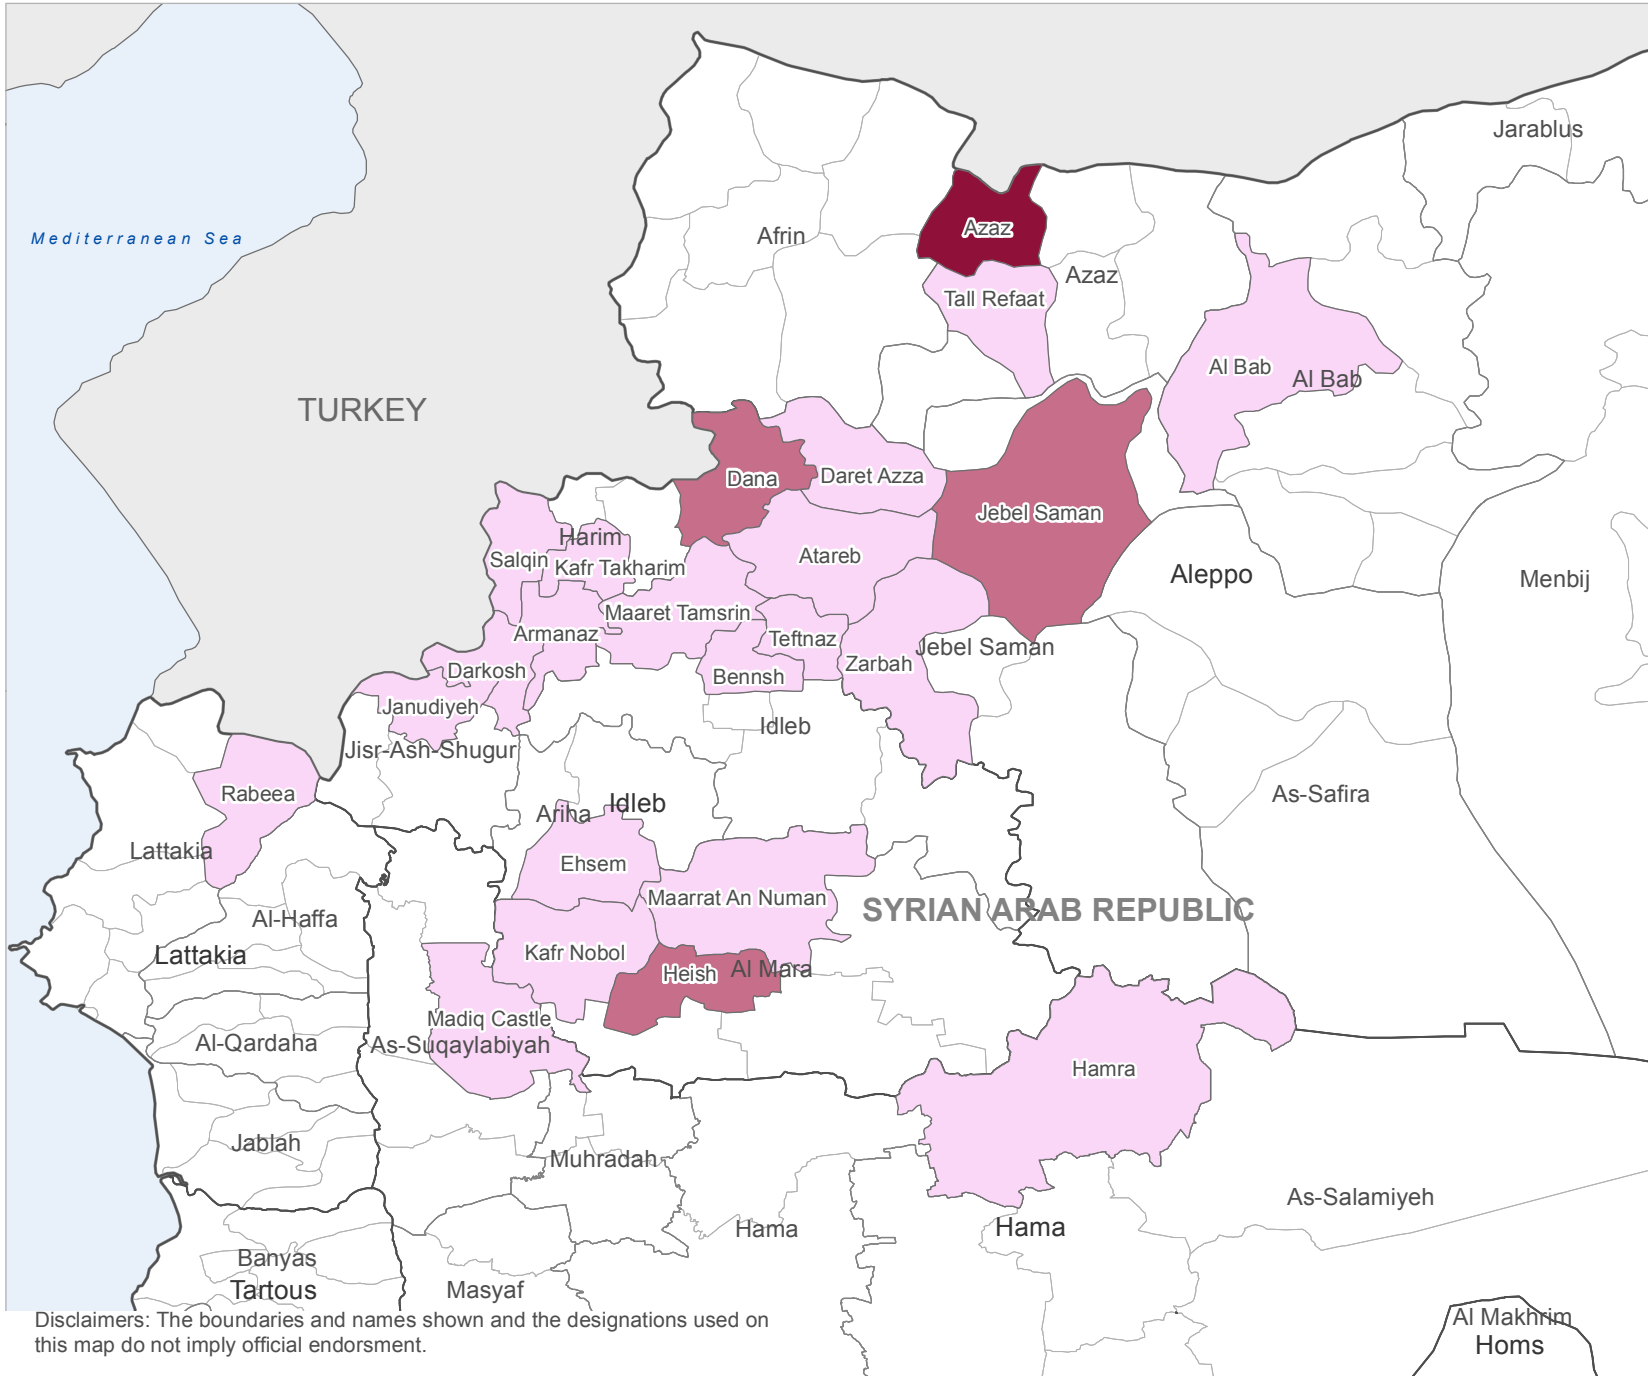 Jarablus
Mediterranean Sea
Afrin
Azaz
Azaz
Tall Refaat
Al Bab
Al Bab
TURKEY
Dana
Daret Azza
Jebel Saman
Harim
Salqin
Kafr Takharim
Atareb
Aleppo
Menbij
Maaret Tamsrin
Armanaz
Teftnaz
Jebel Saman
Zarbah
Darkosh
Bennsh
Janudiyeh
Idleb
Jisr-Ash-Shugur
Rabeea
As-Safira
Idleb
Ariha
Lattakia
Ehsem
Maarrat An Numan
SYRIAN ARAB REPUBLIC
Al-Haffa
Lattakia
Kafr Nobol
Heish
Al Mara
Madiq Castle
Al-Qardaha
As-Suqaylabiyah
Hamra
Jablah
Muhradah
As-Salamiyeh
Hama
Hama
Banyas
Tartous
Masyaf
Al Makhrim
Homs
Disclaimers: The boundaries and names shown and the designations used on
this map do not imply official endorsment.